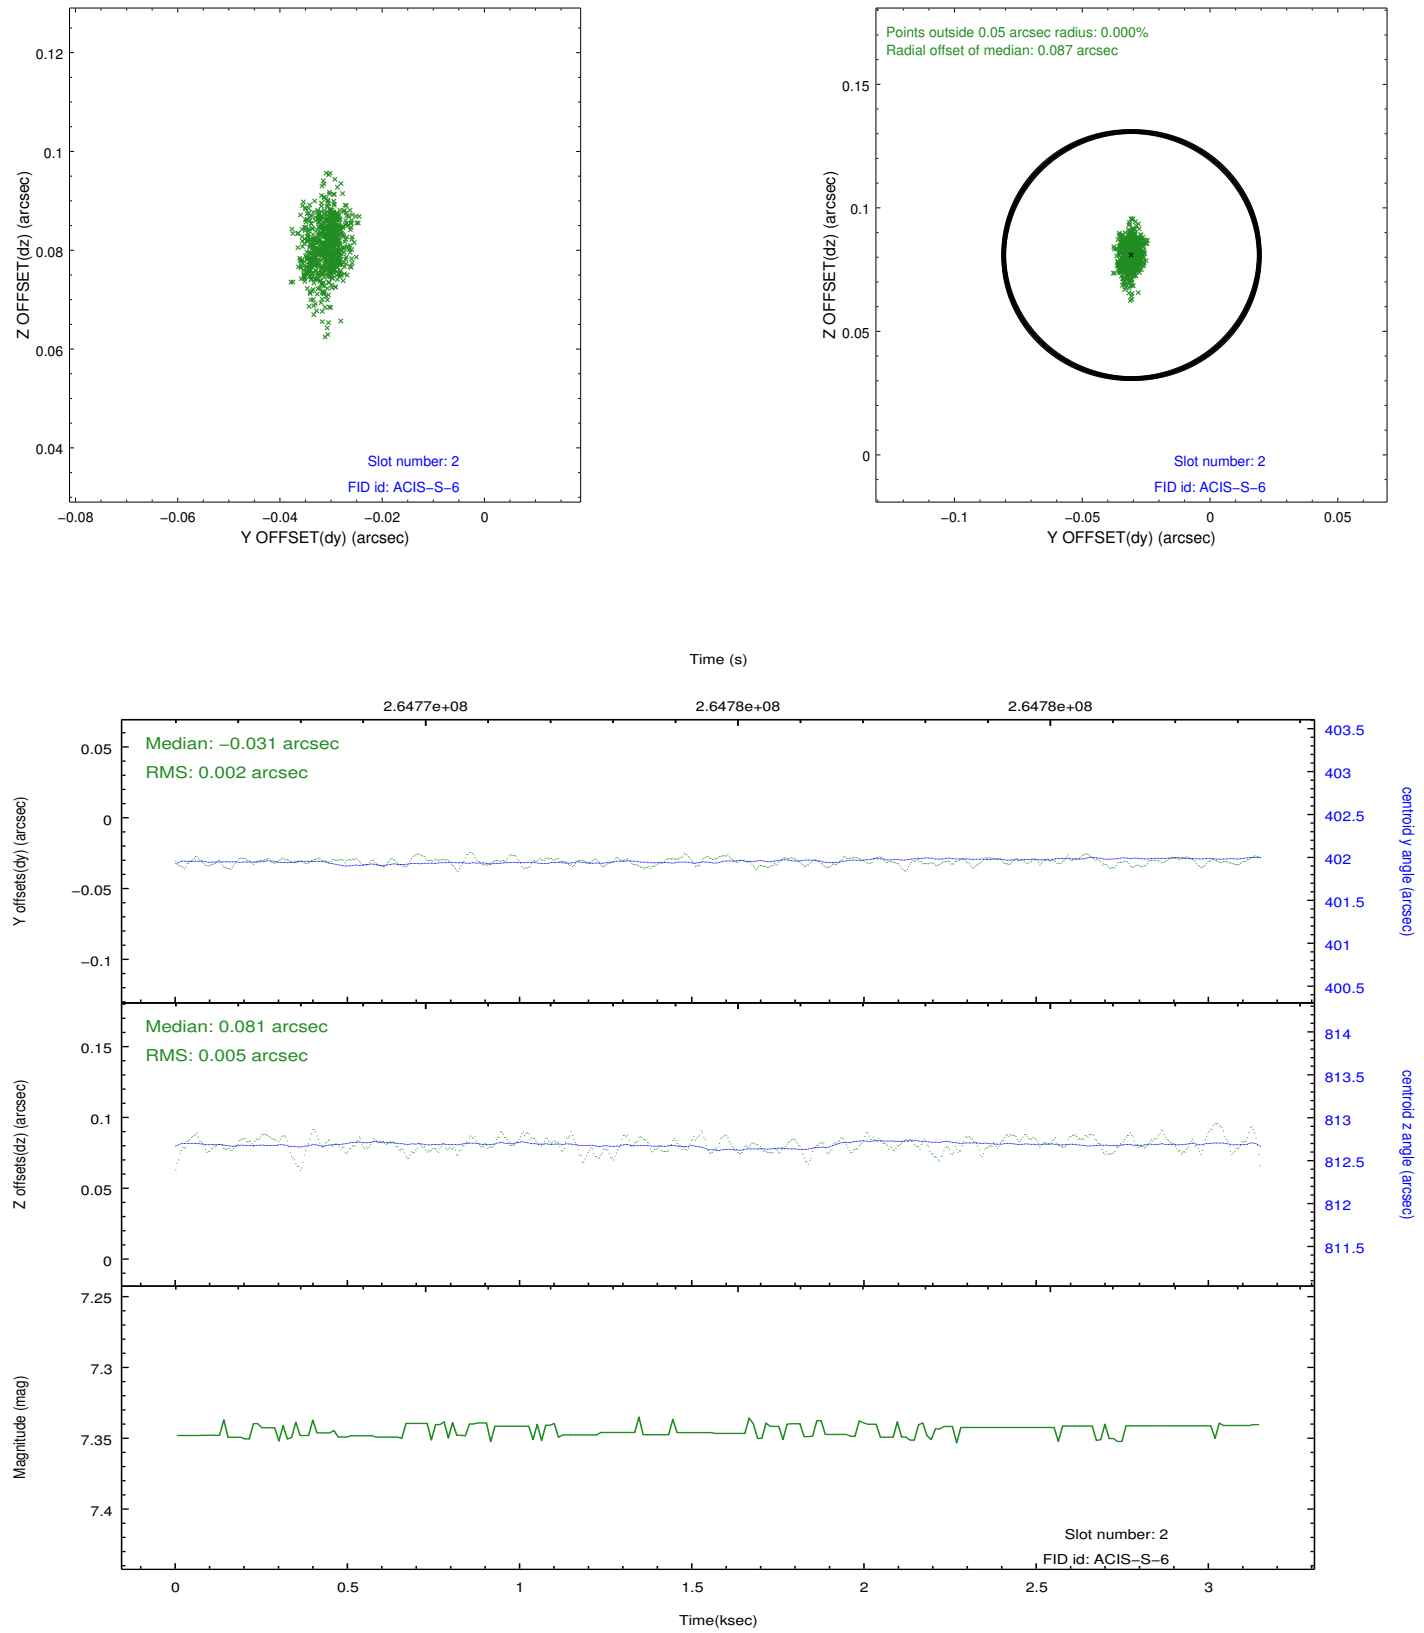 0.12
0.1
0.08
0.06
0.04
Z OFFSET(dz) (arcsec)
Slot number: 2
FID id: ACIS−S−6
−0.08 −0.06 −0.04 −0.02 0
Y OFFSET(dy) (arcsec)
Points outside 0.05 arcsec radius: 0.000%
Radial offset of median: 0.087 arcsec
0.15
0.1
0.05
0
Z OFFSET(dz) (arcsec)
Slot number: 2
FID id: ACIS−S−6
−0.1 −0.05 0 0.05
Y OFFSET(dy) (arcsec)
Time (s)
2.6477e+08 2.6478e+08 2.6478e+08
Median: −0.031 arcsec
RMS: 0.002 arcsec
0.05
0
−0.05
−0.1
Y offsets(dy) (arcsec)
403.5
403
402.5
402
401.5
401
400.5
centroid y angle (arcsec)
Median: 0.081 arcsec
RMS: 0.005 arcsec
0.15
0.1
0.05
0
Z offsets(dz) (arcsec)
814
813.5
813
812.5
812
811.5
centroid z angle (arcsec)
7.25
7.3
7.35
7.4
Magnitude (mag)
Slot number: 2
FID id: ACIS−S−6
0 0.5 1 1.5 2 2.5 3
Time(ksec)